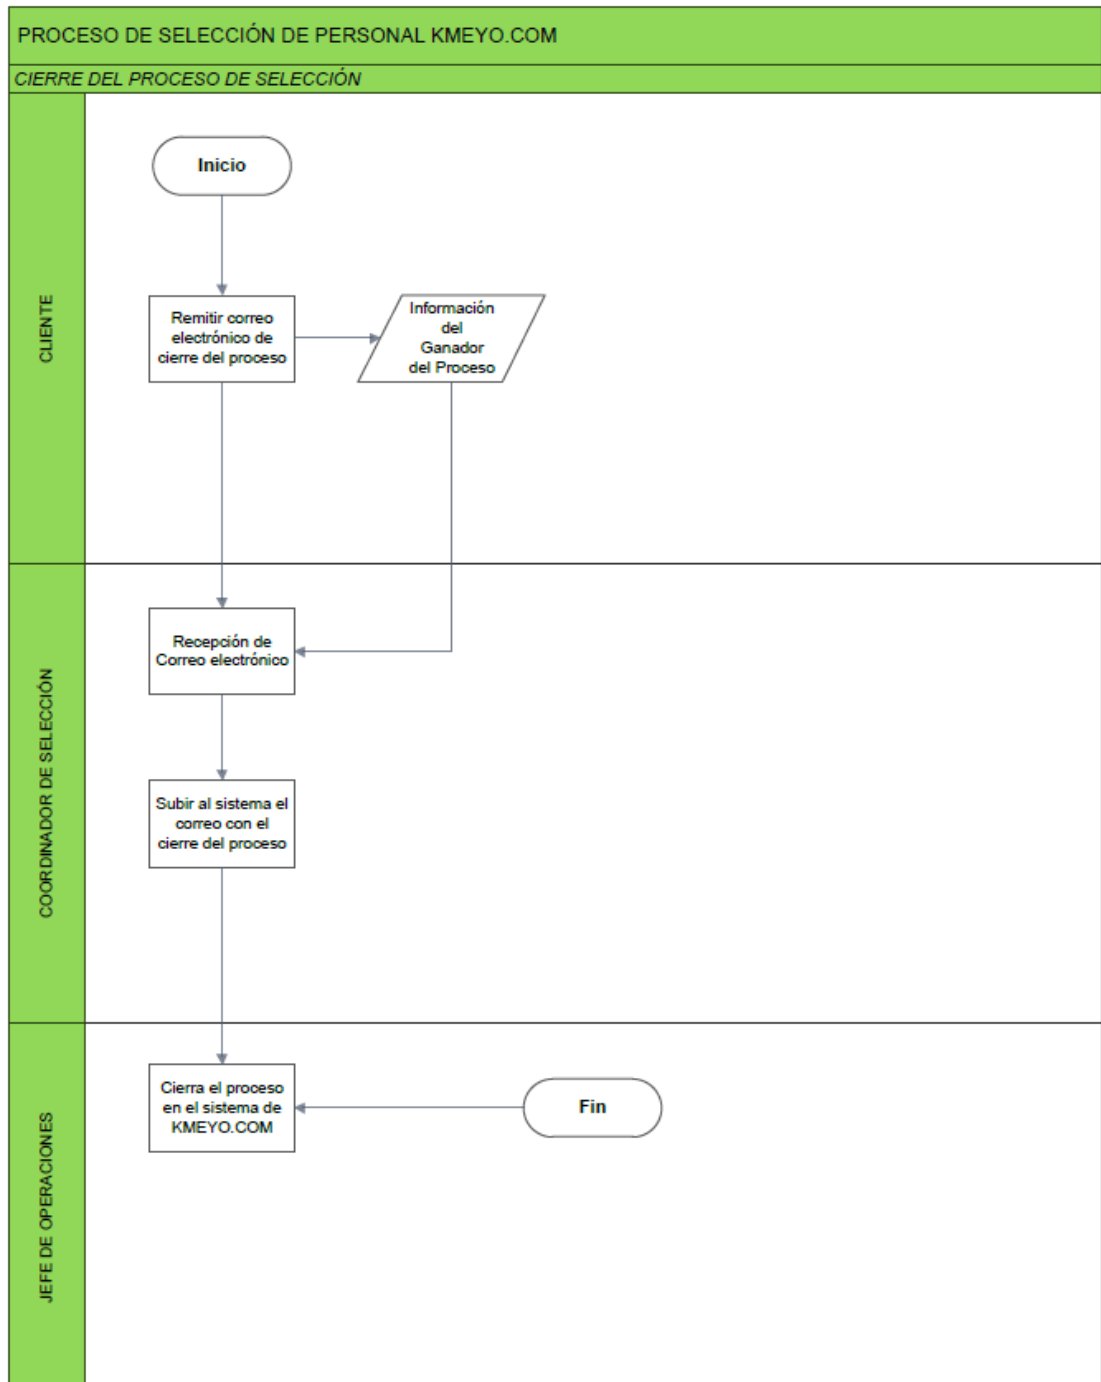 PROCESO DE SELECCIÓN DE PERSONAL KMEYO.COM
CIERRE DEL PROCESO DE SELECCIÓN
CLIENTE
Inicio
Remitir correo
electrónico de
cierre del proceso
Información
del
Ganador
del Proceso
COORDINADOR DE SELECCIÓN
Recepción de
Correo electrónico
Subir al sistema el
correo con el
cierre del proceso
JEFE DE OPERACIONES
Cierra el proceso
en el sistema de
KMEYO.COM
Fin